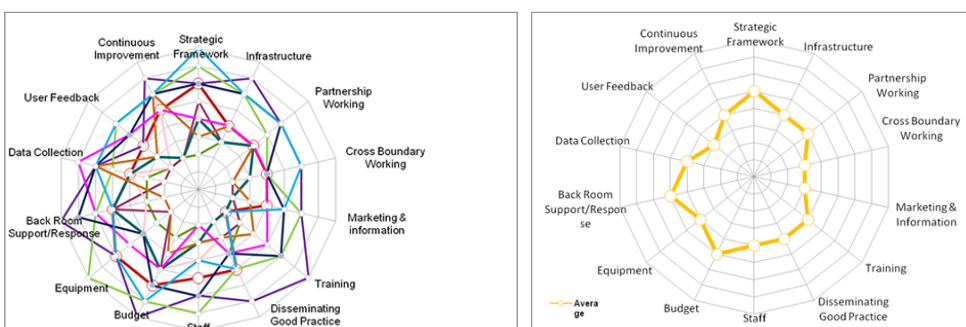 Strategic
Framework
Continuous
Improvement
Infrastructure
User Feedback
Partnership
Working
Data Collection
Cross Boundary
Working
Back Room
Support/Response
Marketing &
information
Equipment
Training
Budget
Disseminating
Good Practice
Staff
Strategic
Framework
Continuous
Improvement
Infrastructure
User Feedback
Partnership
Working
Data Collection
Cross Boundary
Working
Back Room
Support/Respon
se
Marketing &
Information
Equipment
Training
Budget
Disseminating
Good Practice
Staff
Avera
ge